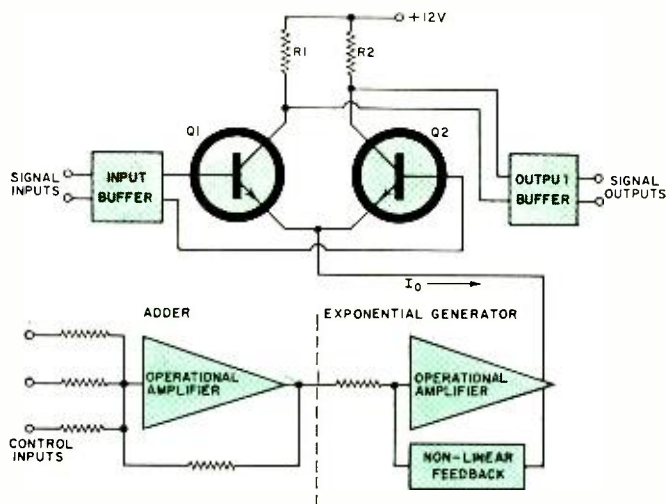 +12V
R1
R2
Q1
Q2
SIGNAL
INPUTS
INPUT
BUFFER
OUTPUT
BUFFER
SIGNAL
OUTPUTS
I₀
ADDER
EXPONENTIAL GENERATOR
OPERATIONAL
AMPLIFIER
OPERATIONAL
AMPLIFIER
CONTROL
INPUTS
NON-LINEAR
FEEDBACK